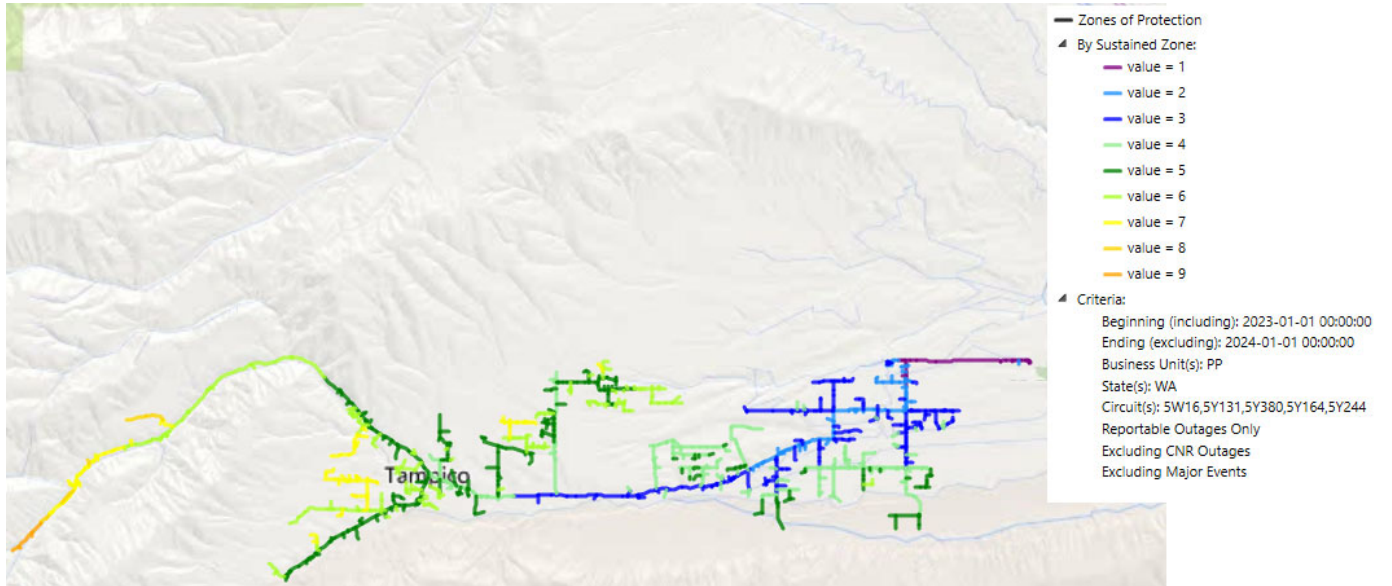 Zones of Protection
By Sustained Zone:
value = 1
value = 2
value = 3
value = 4
value = 5
value = 6
value = 7
value = 8
value = 9
Criteria:
Beginning (including): 2023-01-01 00:00:00
Ending (excluding): 2024-01-01 00:00:00
Business Unit(s): PP
State(s): WA
Circuit(s): 5W16,5Y131,5Y380,5Y164,5Y244
Reportable Outages Only
Excluding CNR Outages
Excluding Major Events
Tampico